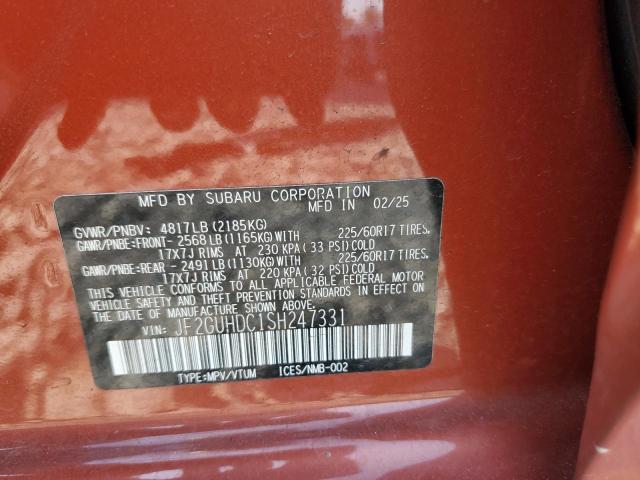 MFD BY SUBARU CORPORATION
MFD IN 02/25
GVWR/PNBV: 4817LB(2185KG)
GAWR/PNBE:FRONT- 2568LB(1165KG)WITH 225/60R17 TIRES,
17X7J RIMS AT 230 KPA(33 PSI)COLD
GAWR/PNBE:REAR - 2491LB(1130KG)WITH 225/60R17 TIRES,
17X7J RIMS AT 220 KPA(32 PSI)COLD
THIS VEHICLE CONFORMS TO ALL APPLICABLE FEDERAL MOTOR
VEHICLE SAFETY AND THEFT PREVENTION STANDARDS IN EFFECT ON
THE DATE OF MANUFACTURE SHOWN ABOVE.
VIN: JF2GUHDC1SH247331
TYPE:MPV/VTUM ICES/NMB-002